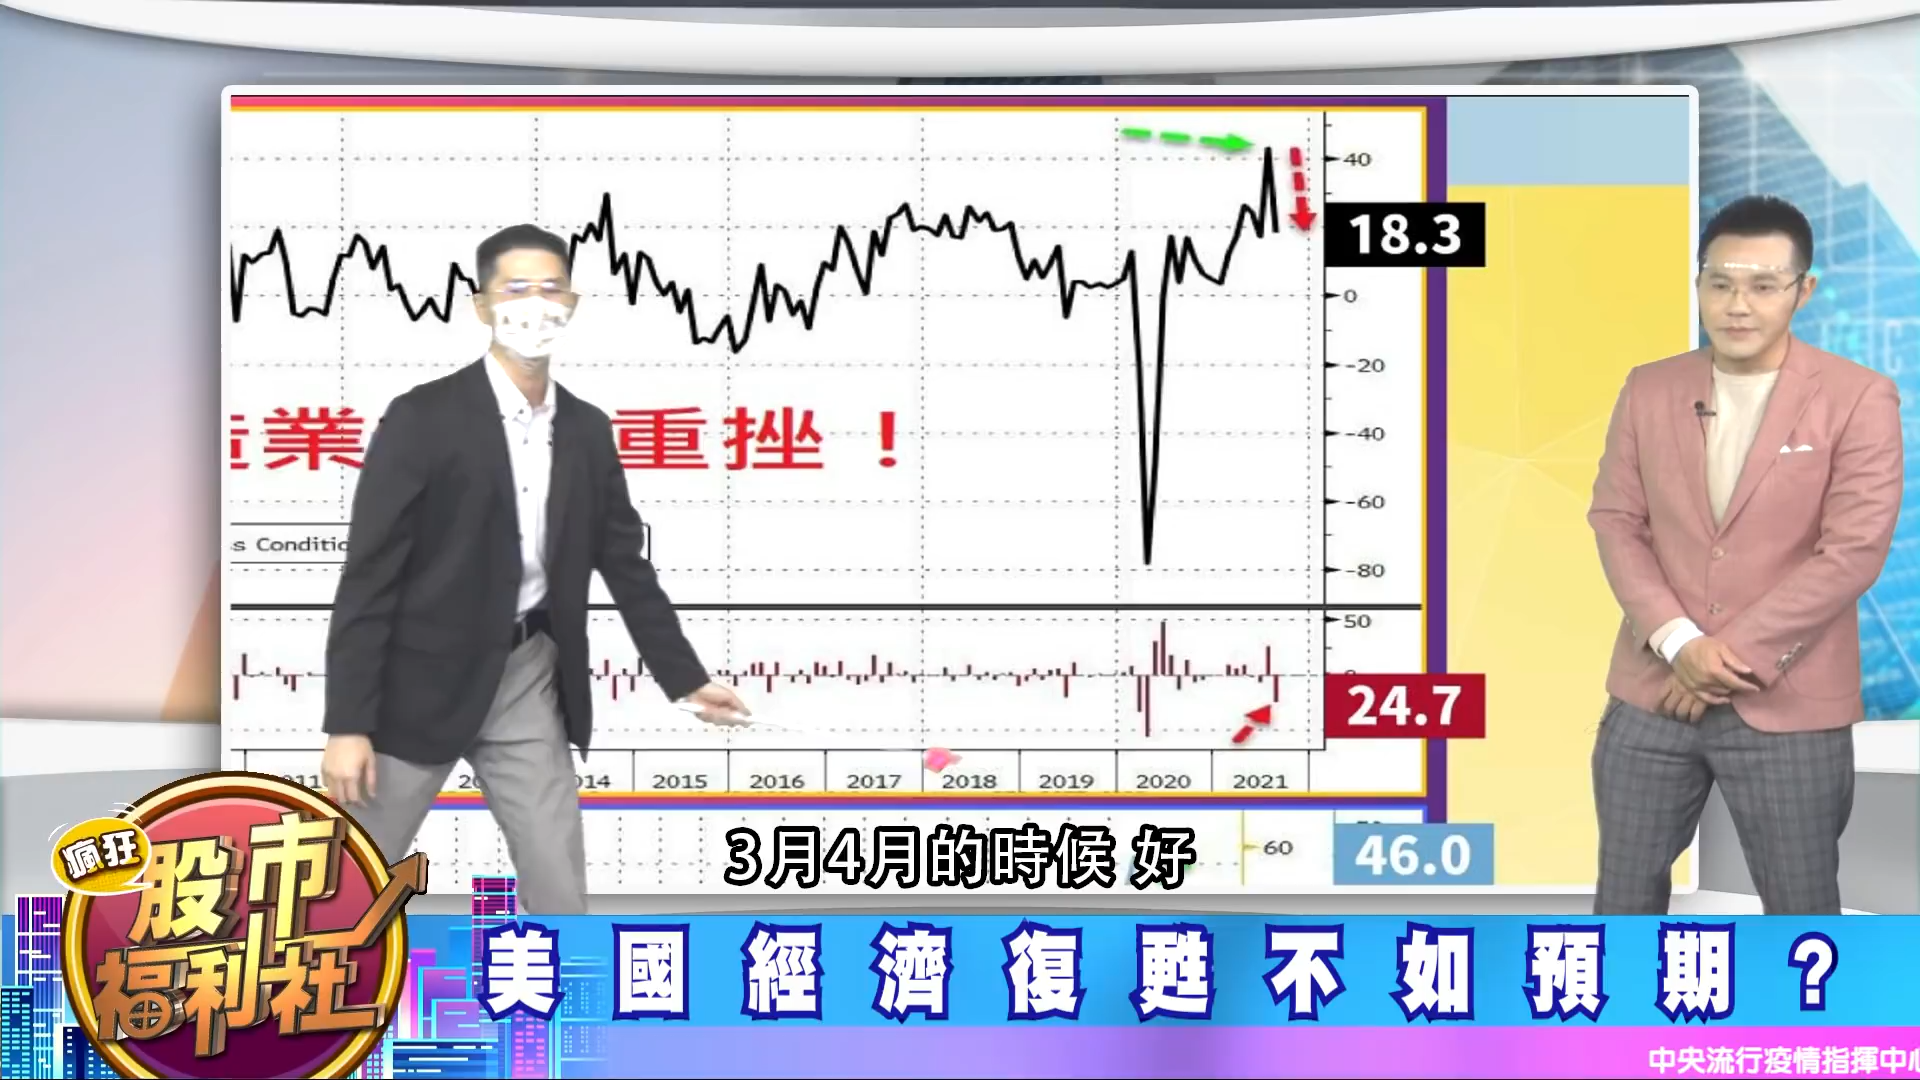 40
18.3
0
-20
-40
業 重挫！
-60
s Conditio
-80
50
24.7
2015 2016 2017 2018 2019 2020 2021
60
46.0
3月4月的時候 好
瘋狂
股市
福利社
美國經濟復甦不如預期？
中央流行疫情指揮中心